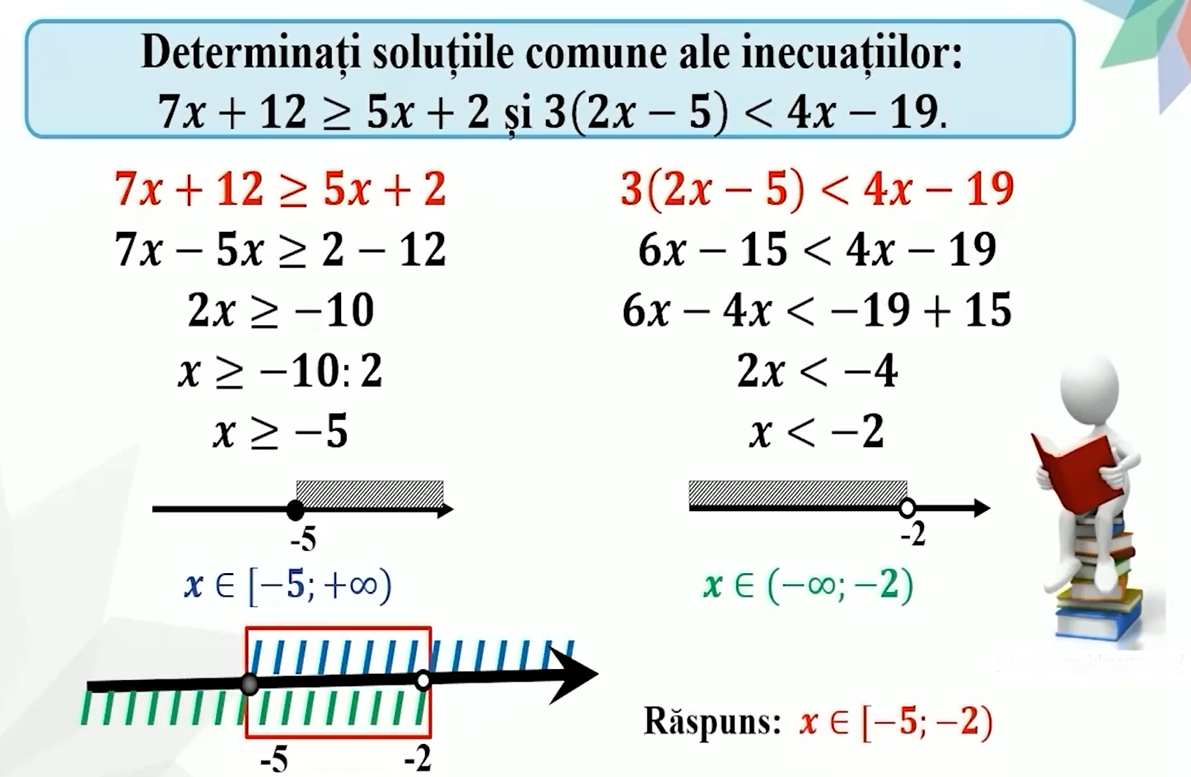 Determinați soluțiile comune ale inecuațiilor:
7x + 12 ≥ 5x + 2 și 3(2x − 5) < 4x − 19.
7x + 12 ≥ 5x + 2
7x − 5x ≥ 2 − 12
2x ≥ −10
x ≥ −10: 2
x ≥ −5
-5
x ∈ [−5; +∞)
3(2x − 5) < 4x − 19
6x − 15 < 4x − 19
6x − 4x < −19 + 15
2x < −4
x < −2
-2
x ∈ (−∞; −2)
-5 -2
Răspuns: x ∈ [−5; −2)